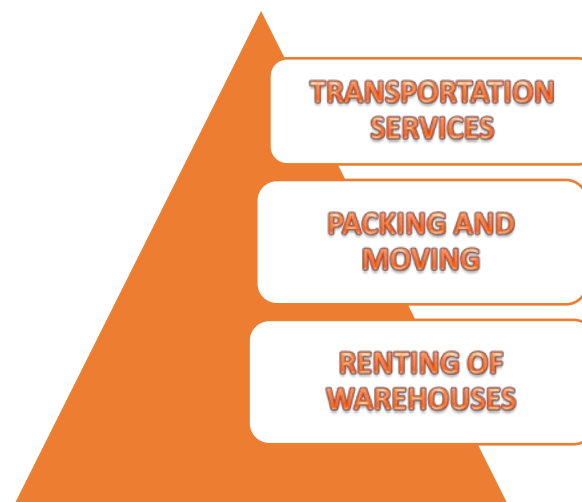 TRANSPORTATION
SERVICES
PACKING AND
MOVING
RENTING OF
WAREHOUSES